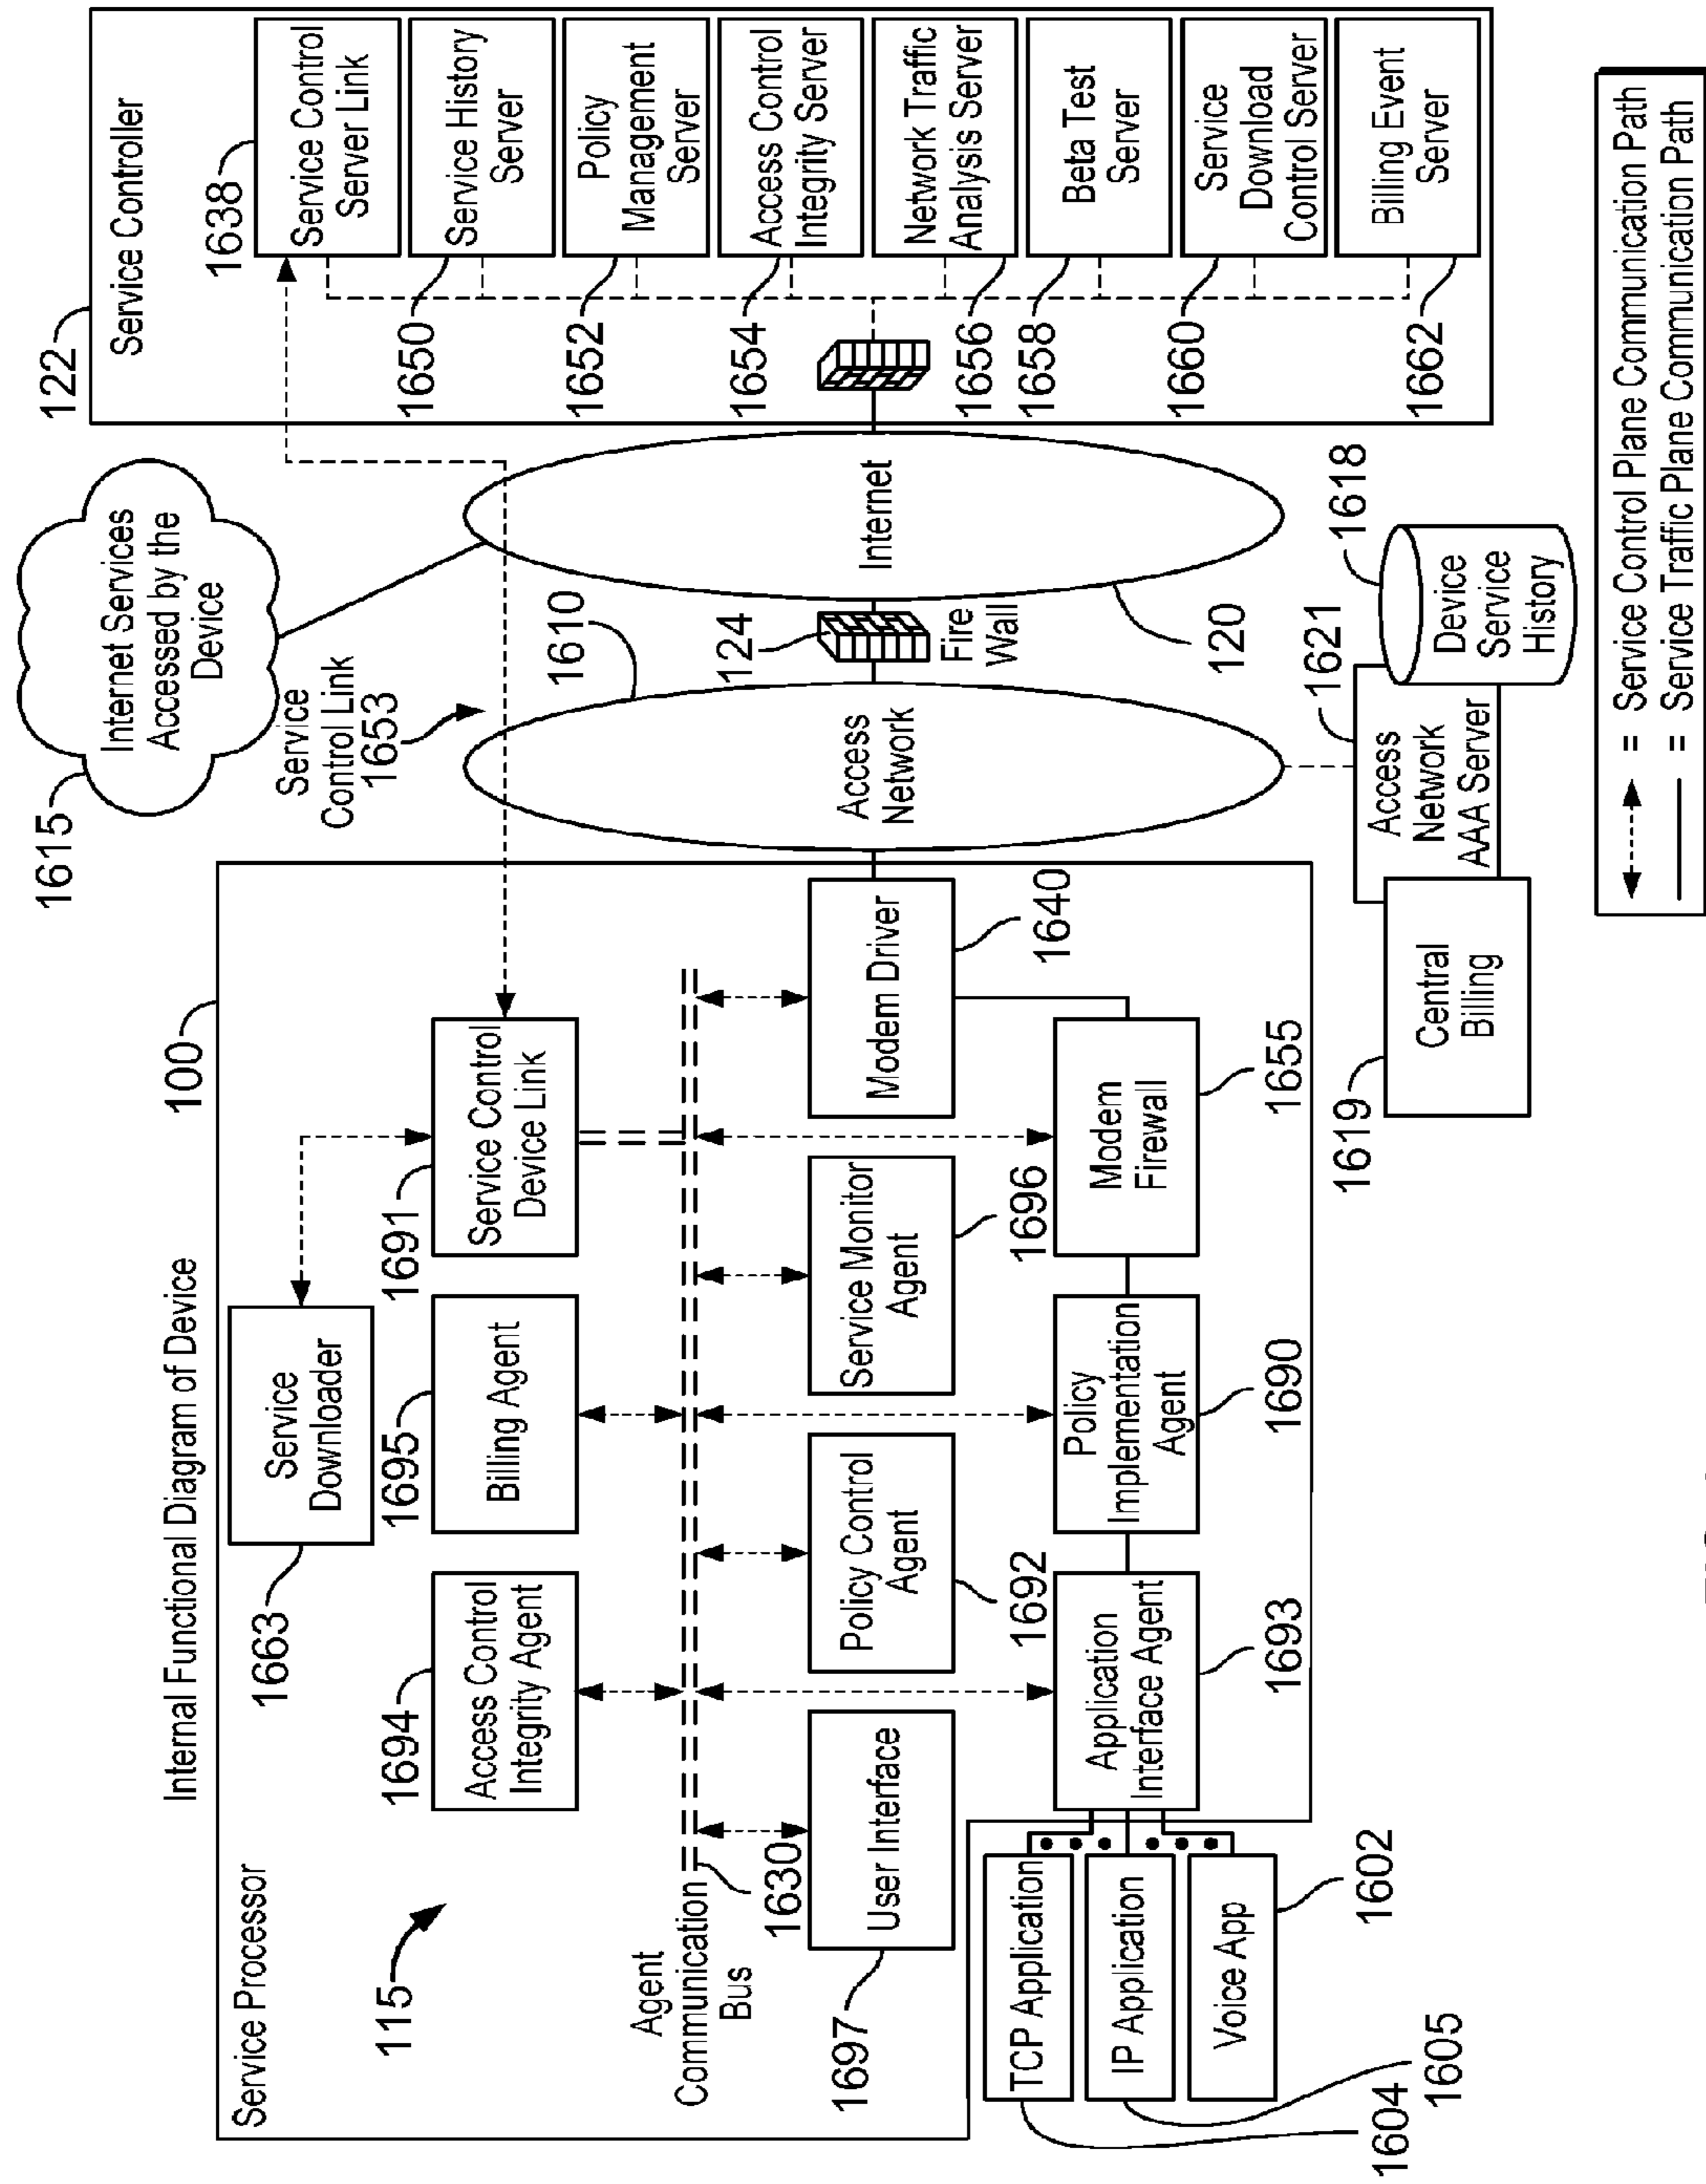 Internal Functional Diagram of Device
100
Service Processor
115
1663
Service
Downloader
1694
Access Control
Integrity Agent
1695
Billing Agent
1691
Service Control
Device Link
Agent
Communication
Bus
1630
1697
User Interface
Policy Control
Agent
1692
Service Monitor
Agent
1696
Modem Driver
1640
Application
Interface Agent
1693
Policy
Implementation
Agent
1690
Modem
Firewall
1655
TCP Application
IP Application
Voice App
1604
1605
1602
1615
Internet Services
Accessed by the
Device
Service
Control Link
1653
1610
Access
Network
124
Fire
Wall
Internet
120
1619
Central
Billing
1621
Access
Network
AAA Server
1618
Device
Service
History
122
Service Controller
1638
Service Control
Server Link
1650
Service History
Server
1652
Policy
Management
Server
1654
Access Control
Integrity Server
1656
Network Traffic
Analysis Server
1658
Beta Test
Server
1660
Service
Download
Control Server
1662
Billing Event
Server
= Service Control Plane Communication Path
= Service Traffic Plane Communication Path